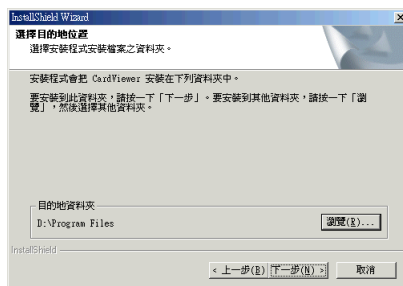 InstallShield Wizard
選擇目的地位置
選擇安裝程式安裝檔案之資料夾。
安裝程式會把 CardViewer 安裝在下列資料夾中。
要安裝到此資料夾，請按一下「下一步」。要安裝到其他資料夾，請按一下「瀏
覽」，然後選擇其他資料夾。
目的地資料夾
D:\Program Files
瀏覽(R)...
InstallShield
< 上一步(B)
下一步(N) >
取消